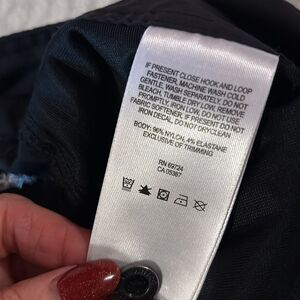 IF PRESENT CLOSE HOOK AND LOOP
FASTENER, MACHINE WASH COLD
GENTLE, WASH SEPARATELY, DO NOT
BLEACH, TUMBLE DRY LOW, REMOVE
PROMPTLY, IRON LOW, DO NOT USE
FABRIC SOFTENER, IF PRESENT DO NOT
IRON DECAL, DO NOT DRYCLEAN
BODY: 96% NYLON, 4% ELASTANE
EXCLUSIVE OF TRIMMING
RN 69724
CA 05367